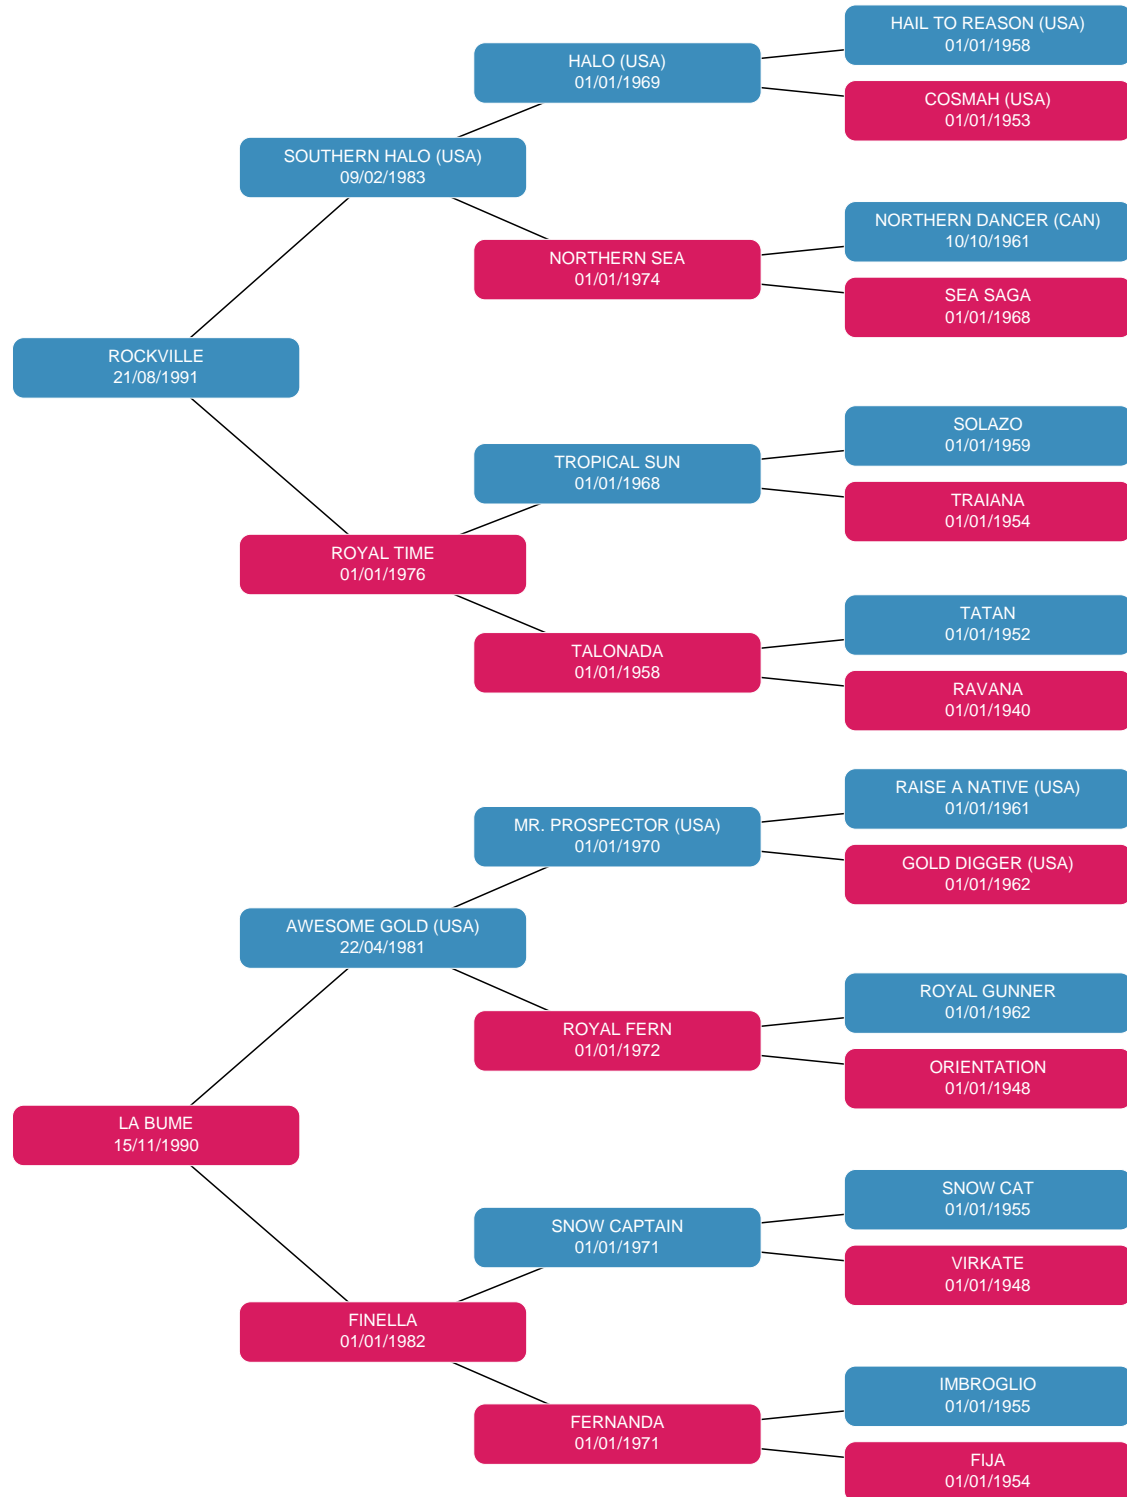 HAIL TO REASON (USA)
01/01/1958
HALO (USA)
01/01/1969
COSMAH (USA)
01/01/1953
SOUTHERN HALO (USA)
09/02/1983
NORTHERN DANCER (CAN)
10/10/1961
NORTHERN SEA
01/01/1974
SEA SAGA
01/01/1968
ROCKVILLE
21/08/1991
SOLAZO
01/01/1959
TROPICAL SUN
01/01/1968
TRAIANA
01/01/1954
ROYAL TIME
01/01/1976
TATAN
01/01/1952
TALONADA
01/01/1958
RAVANA
01/01/1940
RAISE A NATIVE (USA)
01/01/1961
MR. PROSPECTOR (USA)
01/01/1970
GOLD DIGGER (USA)
01/01/1962
AWESOME GOLD (USA)
22/04/1981
ROYAL GUNNER
01/01/1962
ROYAL FERN
01/01/1972
ORIENTATION
01/01/1948
LA BUME
15/11/1990
SNOW CAT
01/01/1955
SNOW CAPTAIN
01/01/1971
VIRKATE
01/01/1948
FINELLA
01/01/1982
IMBROGLIO
01/01/1955
FERNANDA
01/01/1971
FIJA
01/01/1954